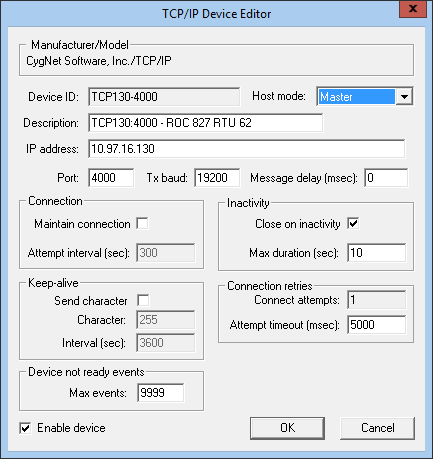 TCP/IP Device Editor
Manufacturer/Model
CygNet Software, Inc./TCP/IP
Device ID: TCP130-4000 Host mode: Master
Description: TCP130:4000 - ROC 827 RTU 62
IP address: 10.97.16.130
Port: 4000 Tx baud: 19200 Message delay (msec): 0
Connection
Maintain connection
Attempt interval (sec): 300
Inactivity
Close on inactivity
Max duration (sec): 10
Keep-alive
Send character
Character: 255
Interval (sec): 3600
Connection retries
Connect attempts: 1
Attempt timeout (msec): 5000
Device not ready events
Max events: 9999
Enable device
OK
Cancel